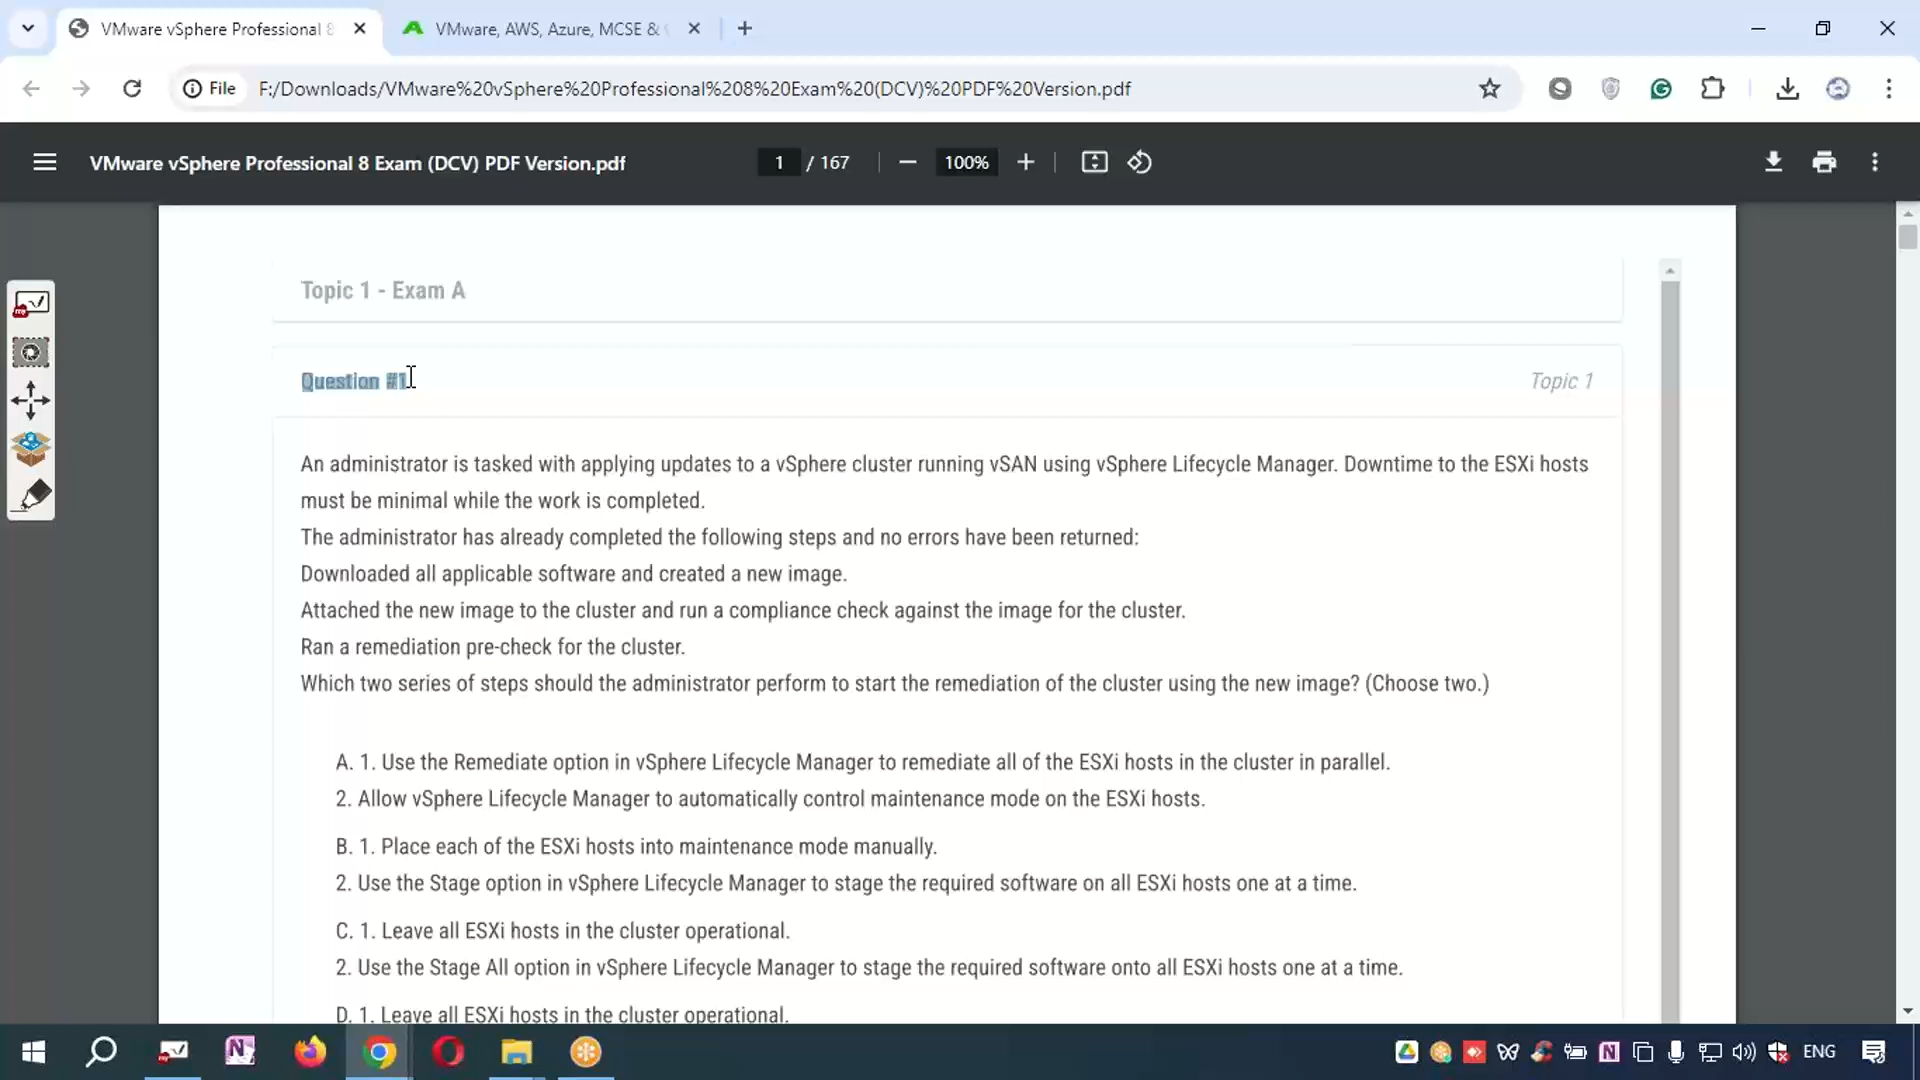 VMware vSphere Professional 8
VMware, AWS, Azure, MCSE &
File
F:/Downloads/VMware%20vSphere%20Professional%208%20Exam%20(DCV)%20PDF%20Version.pdf
VMware vSphere Professional 8 Exam (DCV) PDF Version.pdf
1 / 167
100%
Topic 1 - Exam A
Question #1
Topic 1
An administrator is tasked with applying updates to a vSphere cluster running vSAN using vSphere Lifecycle Manager. Downtime to the ESXi hosts
must be minimal while the work is completed.
The administrator has already completed the following steps and no errors have been returned:
Downloaded all applicable software and created a new image.
Attached the new image to the cluster and run a compliance check against the image for the cluster.
Ran a remediation pre-check for the cluster.
Which two series of steps should the administrator perform to start the remediation of the cluster using the new image? (Choose two.)
A. 1. Use the Remediate option in vSphere Lifecycle Manager to remediate all of the ESXi hosts in the cluster in parallel.
2. Allow vSphere Lifecycle Manager to automatically control maintenance mode on the ESXi hosts.
B. 1. Place each of the ESXi hosts into maintenance mode manually.
2. Use the Stage option in vSphere Lifecycle Manager to stage the required software on all ESXi hosts one at a time.
C. 1. Leave all ESXi hosts in the cluster operational.
2. Use the Stage All option in vSphere Lifecycle Manager to stage the required software onto all ESXi hosts one at a time.
D. 1. Leave all ESXi hosts in the cluster operational.
ENG